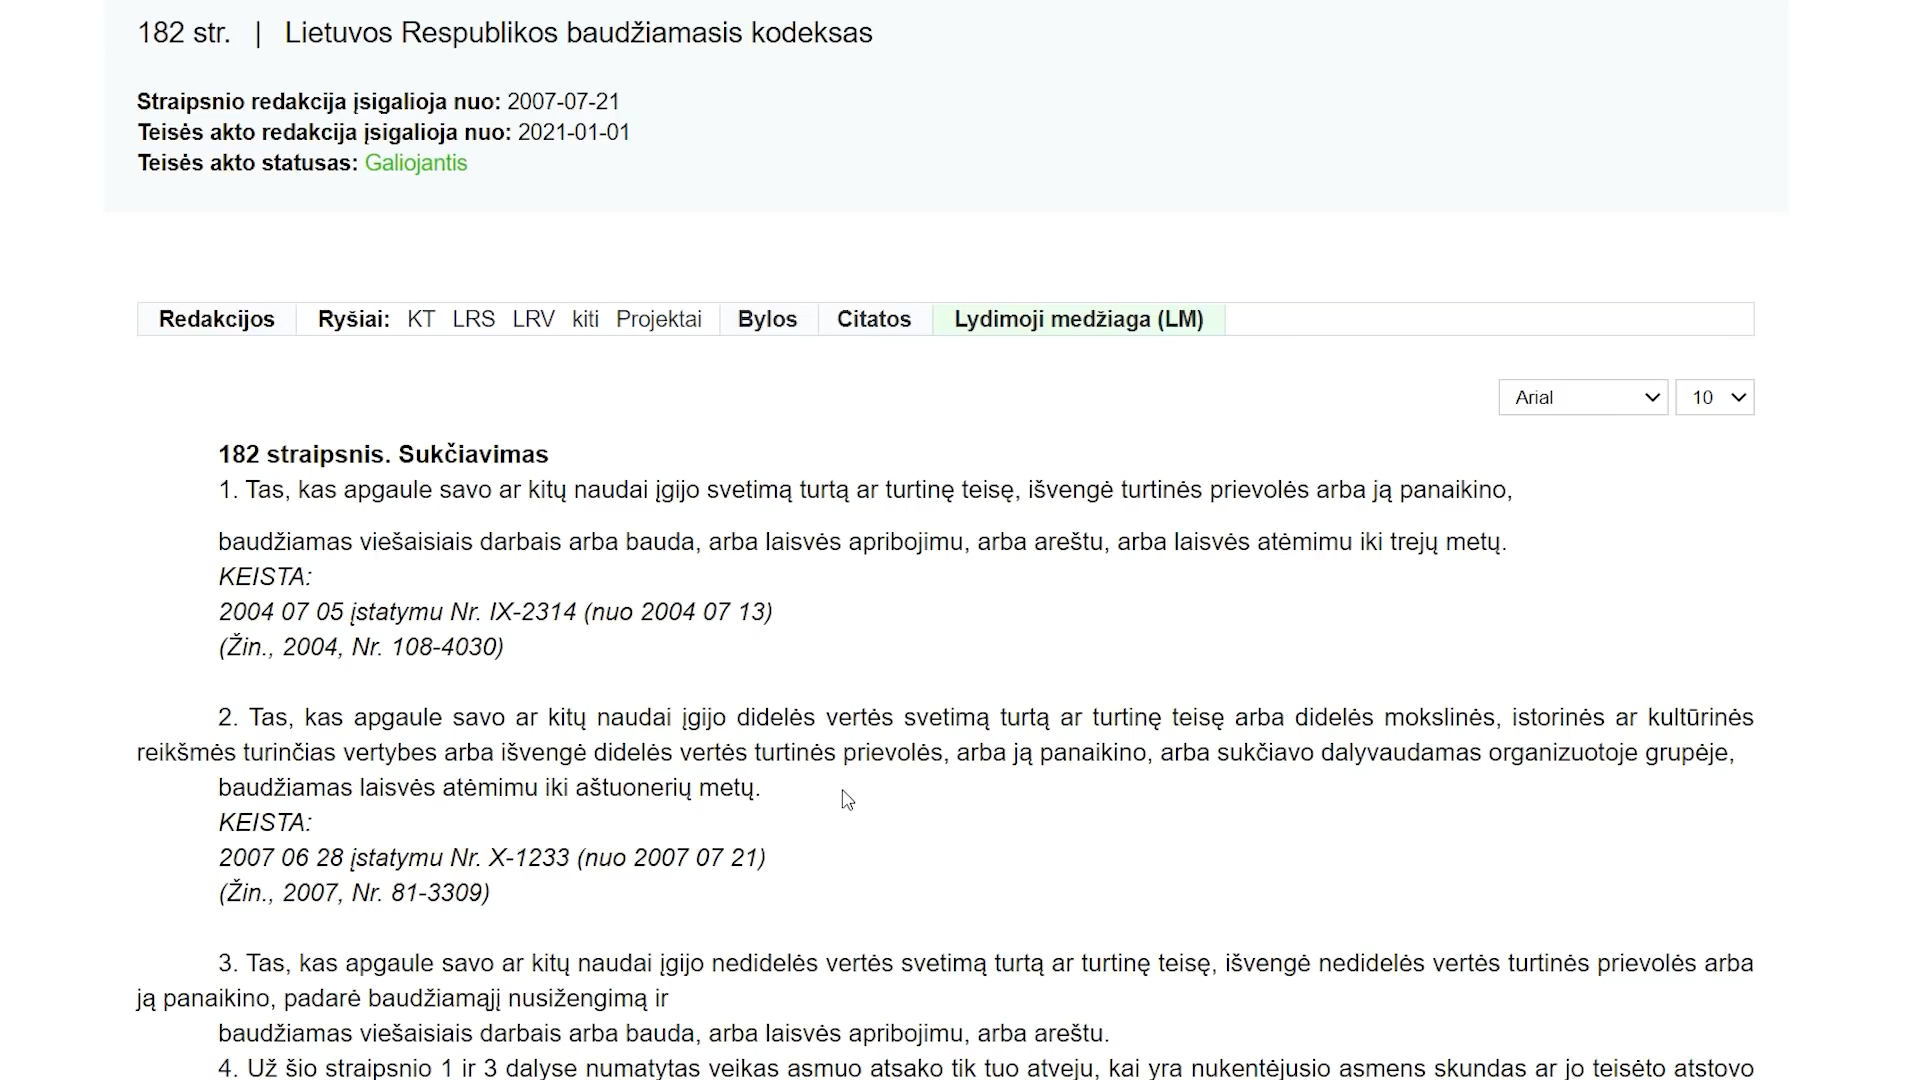 182 str. | Lietuvos Respublikos baudžiamasis kodeksas
Straipsnio redakcija įsigalioja nuo: 2007-07-21
Teisės akto redakcija įsigalioja nuo: 2021-01-01
Teisės akto statusas: Galiojantis
Redakcijos Ryšiai: KT LRS LRV kiti Projektai Bylos Citatos Lydimoji medžiaga (LM)
Arial 10
182 straipsnis. Sukčiavimas
1. Tas, kas apgaule savo ar kitų naudai įgijo svetimą turtą ar turtinę teisę, išvengė turtinės prievolės arba ją panaikino,
baudžiamas viešaisiais darbais arba bauda, arba laisvės apribojimu, arba areštu, arba laisvės atėmimu iki trejų metų.
KEISTA:
2004 07 05 įstatymu Nr. IX-2314 (nuo 2004 07 13)
(Žin., 2004, Nr. 108-4030)
2. Tas, kas apgaule savo ar kitų naudai įgijo didelės vertės svetimą turtą ar turtinę teisę arba didelės mokslinės, istorinės ar kultūrinės
reikšmės turinčias vertybes arba išvengė didelės vertės turtinės prievolės, arba ją panaikino, arba sukčiavo dalyvaudamas organizuotoje grupėje,
baudžiamas laisvės atėmimu iki aštuonerių metų.
KEISTA:
2007 06 28 įstatymu Nr. X-1233 (nuo 2007 07 21)
(Žin., 2007, Nr. 81-3309)
3. Tas, kas apgaule savo ar kitų naudai įgijo nedidelės vertės svetimą turtą ar turtinę teisę, išvengė nedidelės vertės turtinės prievolės arba
ją panaikino, padarė baudžiamąjį nusižengimą ir
baudžiamas viešaisiais darbais arba bauda, arba laisvės apribojimu, arba areštu.
4. Už šio straipsnio 1 ir 3 dalyse numatytas veikas asmuo atsako tik tuo atveju, kai yra nukentėjusio asmens skundas ar jo teisėto atstovo